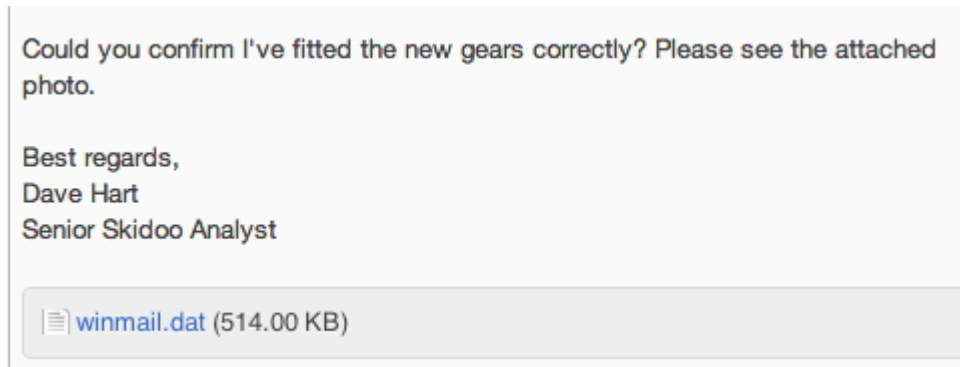 Could you confirm I've fitted the new gears correctly? Please see the attached
photo.
Best regards,
Dave Hart
Senior Skidoo Analyst
winmail.dat (514.00 KB)